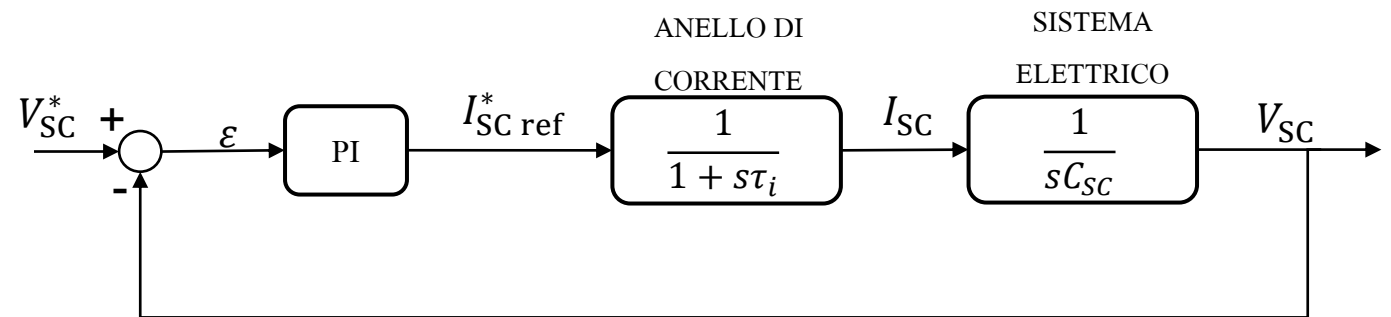 ANELLO DI
CORRENTE
SISTEMA
ELETTRICO
V*SC
+
-
ε
PI
I*SC ref
1
1 + sτi
ISC
1
sCSC
VSC